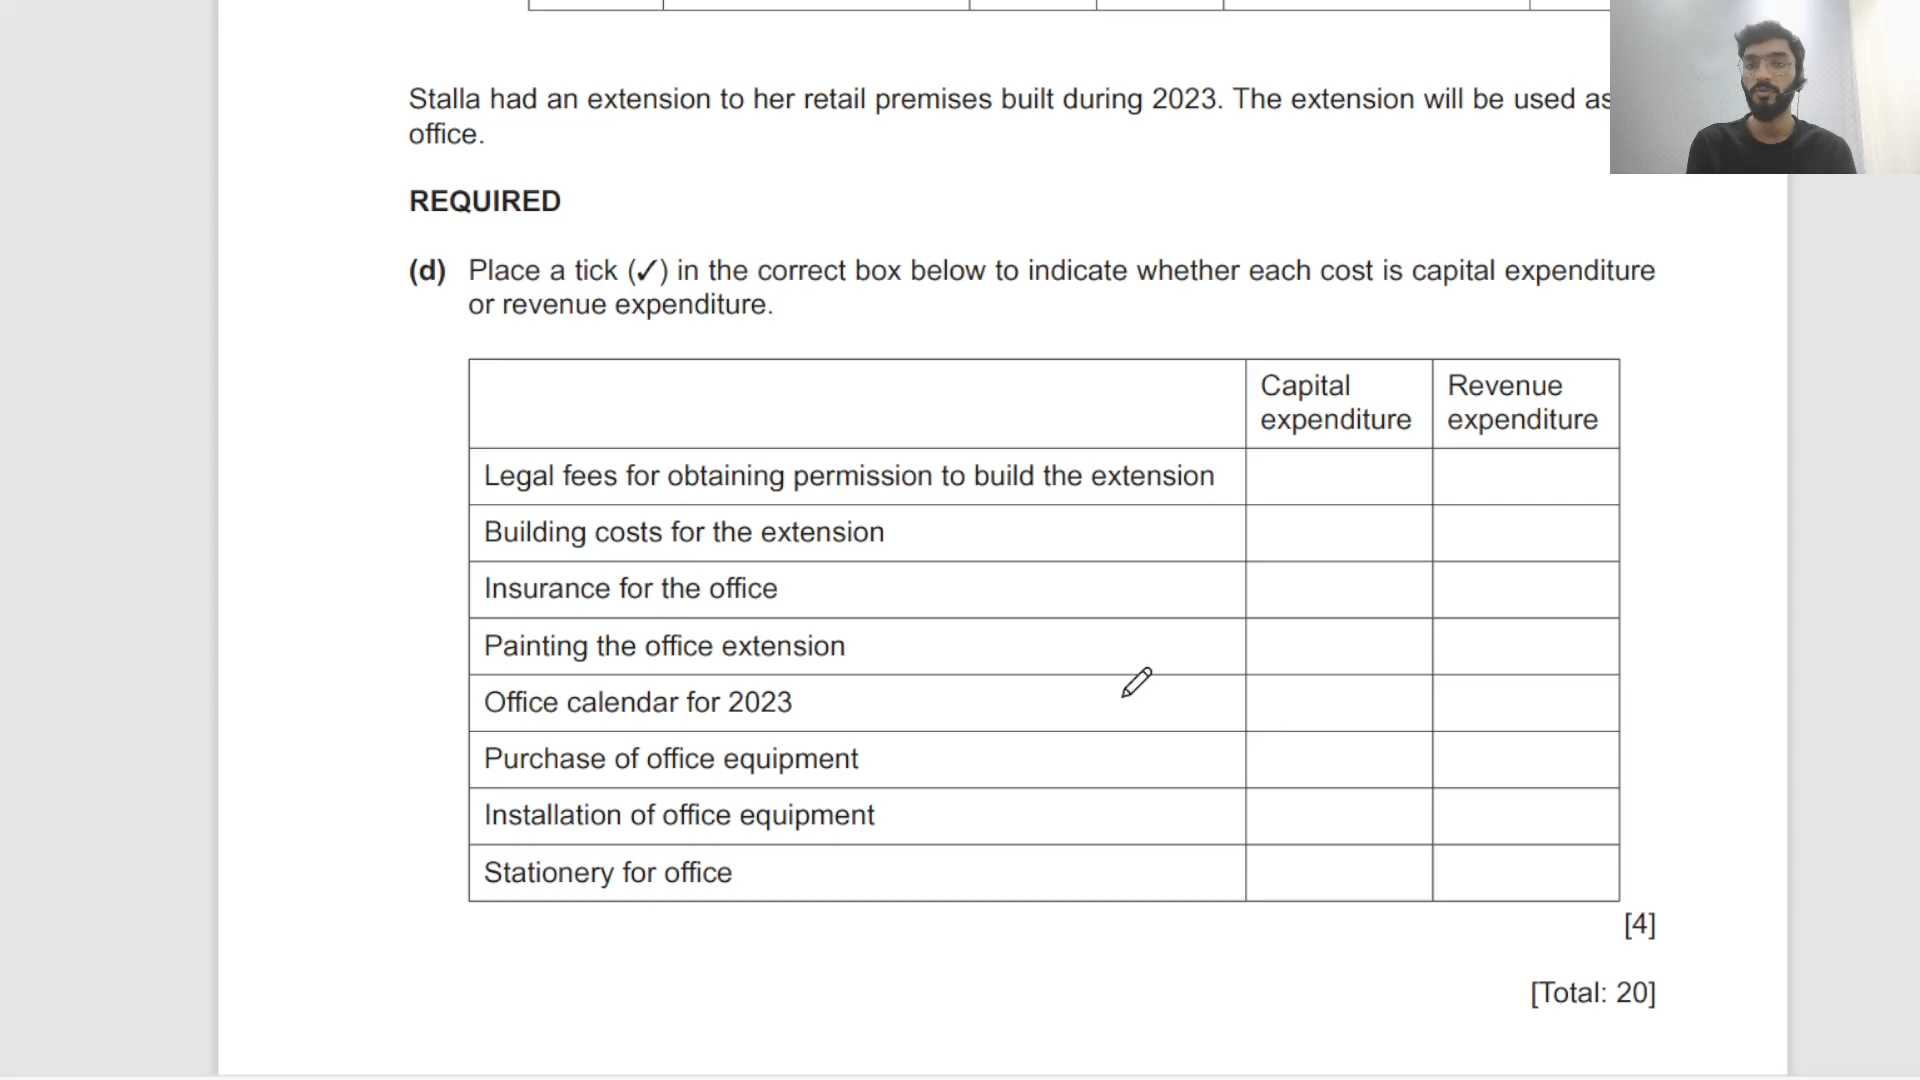 Stalla had an extension to her retail premises built during 2023. The extension will be used as
office.
REQUIRED
(d) Place a tick (✓) in the correct box below to indicate whether each cost is capital expenditure
or revenue expenditure.
Capital expenditure
Revenue expenditure
Legal fees for obtaining permission to build the extension
Building costs for the extension
Insurance for the office
Painting the office extension
Office calendar for 2023
Purchase of office equipment
Installation of office equipment
Stationery for office
[4]
[Total: 20]